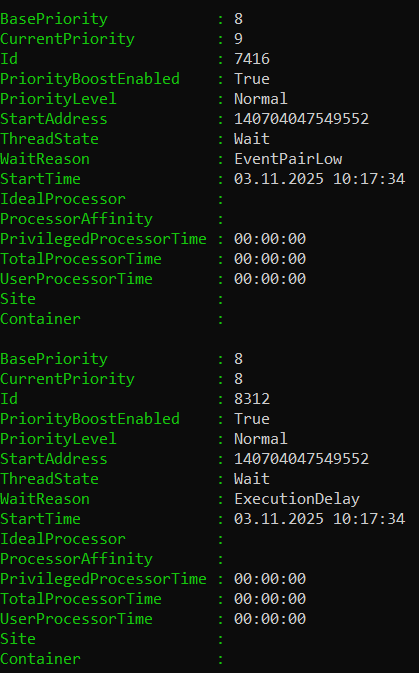 BasePriority : 8
CurrentPriority : 9
Id : 7416
PriorityBoostEnabled : True
PriorityLevel : Normal
StartAddress : 140704047549552
ThreadState : Wait
WaitReason : EventPairLow
StartTime : 03.11.2025 10:17:34
IdealProcessor :
ProcessorAffinity :
PrivilegedProcessorTime : 00:00:00
TotalProcessorTime : 00:00:00
UserProcessorTime : 00:00:00
Site :
Container :

BasePriority : 8
CurrentPriority : 8
Id : 8312
PriorityBoostEnabled : True
PriorityLevel : Normal
StartAddress : 140704047549552
ThreadState : Wait
WaitReason : ExecutionDelay
StartTime : 03.11.2025 10:17:34
IdealProcessor :
ProcessorAffinity :
PrivilegedProcessorTime : 00:00:00
TotalProcessorTime : 00:00:00
UserProcessorTime : 00:00:00
Site :
Container :